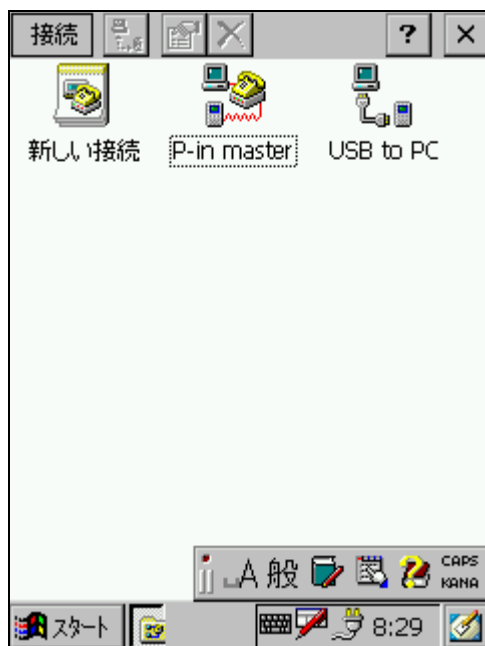 接続 ? ×
新しい接続 P-in master USB to PC
_A 般 CAPS
KANA
スタート 8:29